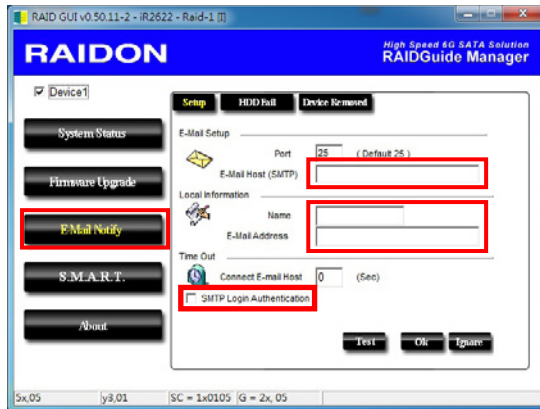 RAID GUI v0.50.11-2 - iR2622 - Raid-1 []
RAIDON
High Speed 6G SATA Solution
RAIDGuide Manager
Device1
System Status
Firmware Upgrade
E-Mail Notify
S.M.A.R.T.
About
Setup HDD Fail Device Removed
E-Mail Setup
Port 25 ( Default 25 )
E-Mail Host (SMTP)
Local Information
Name
E-Mail Address
Time Out
Connect E-mail Host 0 (Sec)
SMTP Login Authentication
Test Ok Ignore
5x,05 y3,01 SC = 1x0105 G = 2x, 05